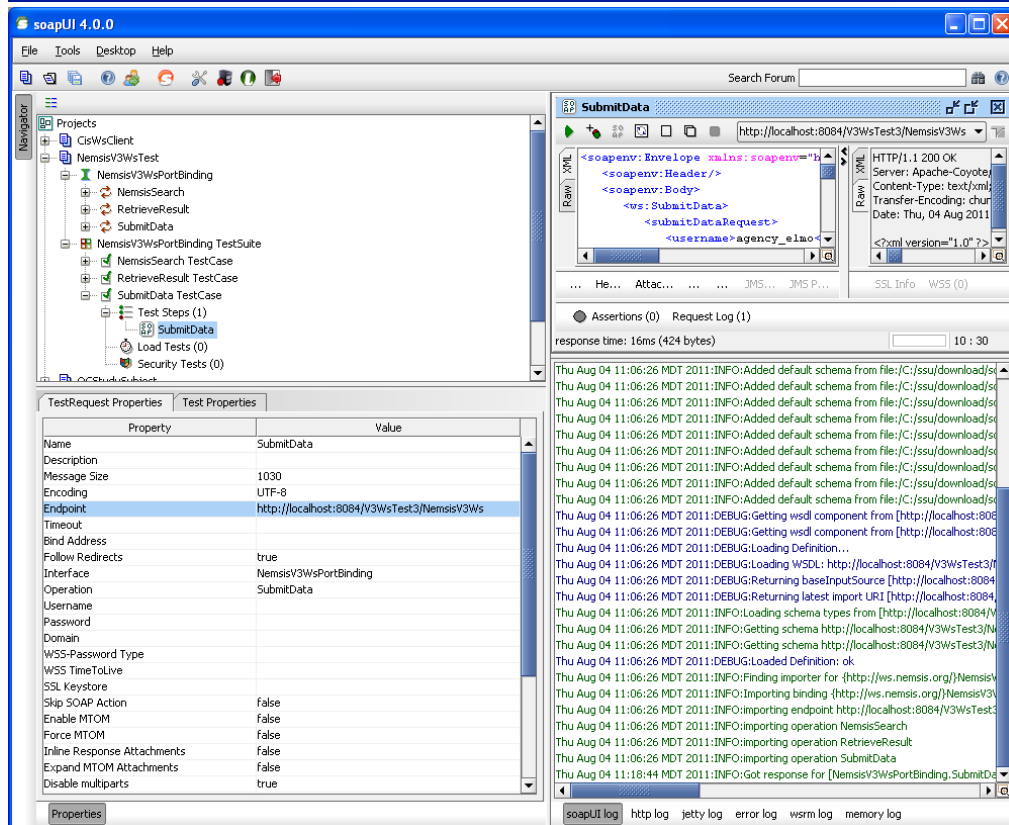 soapUI 4.0.0
File Tools Desktop Help
Search Forum
Navigator
Projects
CisWsClient
NemsisV3WsTest
NemsisV3WsPortBinding
NemsisSearch
RetrieveResult
SubmitData
NemsisV3WsPortBinding TestSuite
NemsisSearch TestCase
RetrieveResult TestCase
SubmitData TestCase
Test Steps (1)
SubmitData
Load Tests (0)
Security Tests (0)
TestRequest Properties Test Properties
Property Value
Name SubmitData
Description
Message Size 1030
Encoding UTF-8
Endpoint http://localhost:8084/V3WsTest3/NemsisV3Ws
Timeout
Bind Address
Follow Redirects true
Interface NemsisV3WsPortBinding
Operation SubmitData
Username
Password
Domain
WSS-Password Type
WSS TimeToLive
SSL Keystore
Skip SOAP Action false
Enable MTOM false
Force MTOM false
Inline Response Attachments false
Expand MTOM Attachments false
Disable multiparts true
Properties
SubmitData
http://localhost:8084/V3WsTest3/NemsisV3Ws
XML
Raw
<soapenv:Envelope xmlns:soapenv="h
<soapenv:Header/>
<soapenv:Body>
<ws:SubmitData>
<submitDataRequest>
<username>agency_elmo<
XML
Raw
HTTP/1.1 200 OK
Server: Apache-Coyote/
Content-Type: text/xml;
Transfer-Encoding: chur
Date: Thu, 04 Aug 2011
<?xml version="1.0" ?>
... He... Attac... ... ... JMS... JMS P...
SSL Info WSS (0)
Assertions (0) Request Log (1)
response time: 16ms (424 bytes)
10 : 30
Thu Aug 04 11:06:26 MDT 2011:INFO:Added default schema from file:/C:/ssu/download/so
Thu Aug 04 11:06:26 MDT 2011:INFO:Added default schema from file:/C:/ssu/download/so
Thu Aug 04 11:06:26 MDT 2011:INFO:Added default schema from file:/C:/ssu/download/so
Thu Aug 04 11:06:26 MDT 2011:INFO:Added default schema from file:/C:/ssu/download/so
Thu Aug 04 11:06:26 MDT 2011:INFO:Added default schema from file:/C:/ssu/download/so
Thu Aug 04 11:06:26 MDT 2011:INFO:Added default schema from file:/C:/ssu/download/so
Thu Aug 04 11:06:26 MDT 2011:INFO:Added default schema from file:/C:/ssu/download/so
Thu Aug 04 11:06:26 MDT 2011:INFO:Added default schema from file:/C:/ssu/download/so
Thu Aug 04 11:06:26 MDT 2011:INFO:Added default schema from file:/C:/ssu/download/so
Thu Aug 04 11:06:26 MDT 2011:DEBUG:Getting wsdl component from [http://localhost:808
Thu Aug 04 11:06:26 MDT 2011:DEBUG:Getting wsdl component from [http://localhost:808
Thu Aug 04 11:06:26 MDT 2011:DEBUG:Loading Definition...
Thu Aug 04 11:06:26 MDT 2011:DEBUG:Loading WSDL: http://localhost:8084/V3WsTest3/
Thu Aug 04 11:06:26 MDT 2011:DEBUG:Returning baseInputSource [http://localhost:8084
Thu Aug 04 11:06:26 MDT 2011:DEBUG:Returning latest import URI [http://localhost:8084
Thu Aug 04 11:06:26 MDT 2011:INFO:Loading schema types from [http://localhost:8084/V
Thu Aug 04 11:06:26 MDT 2011:INFO:Getting schema http://localhost:8084/V3WsTest3/Ne
Thu Aug 04 11:06:26 MDT 2011:INFO:Getting schema http://localhost:8084/V3WsTest3/Ne
Thu Aug 04 11:06:26 MDT 2011:DEBUG:Loaded Definition: ok
Thu Aug 04 11:06:26 MDT 2011:INFO:Finding importer for {http://ws.nemsis.org/}NemsisV
Thu Aug 04 11:06:26 MDT 2011:INFO:Importing binding {http://ws.nemsis.org/}NemsisV3V
Thu Aug 04 11:06:26 MDT 2011:INFO:importing endpoint http://localhost:8084/V3WsTest3
Thu Aug 04 11:06:26 MDT 2011:INFO:importing operation NemsisSearch
Thu Aug 04 11:06:26 MDT 2011:INFO:importing operation RetrieveResult
Thu Aug 04 11:06:26 MDT 2011:INFO:importing operation SubmitData
Thu Aug 04 11:18:44 MDT 2011:INFO:Got response for [NemsisV3WsPortBinding.SubmitDa
soapUI log http log jetty log error log wsrm log memory log